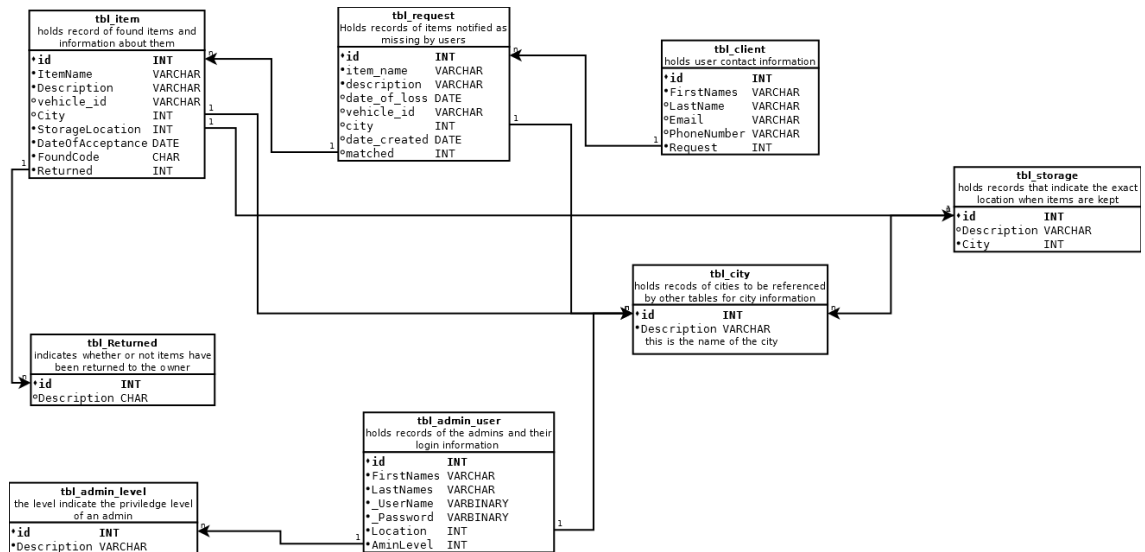 tbl_item
holds record of found items and
information about them
id INT
ItemName VARCHAR
Description VARCHAR
vehicle_id VARCHAR
City INT
StorageLocation INT
DateOfAcceptance DATE
FoundCode CHAR
Returned INT
tbl_request
Holds records of items notified as
missing by users
id INT
item_name VARCHAR
description VARCHAR
date_of_loss DATE
vehicle_id VARCHAR
city INT
date_created DATE
matched INT
tbl_client
holds user contact information
id INT
FirstNames VARCHAR
LastName VARCHAR
Email VARCHAR
PhoneNumber VARCHAR
Request INT
tbl_storage
holds records that indicate the exact
location when items are kept
id INT
Description VARCHAR
City INT
tbl_city
holds recods of cities to be referenced
by other tables for city information
id INT
Description VARCHAR
this is the name of the city
tbl_Returned
indicates whether or not items have
been returned to the owner
id INT
Description CHAR
tbl_admin_user
holds records of the admins and their
login information
id INT
FirstNames VARCHAR
LastNames VARCHAR
_UserName VARBINARY
_Password VARBINARY
Location INT
AminLevel INT
tbl_admin_level
the level indicate the priviledge level
of an admin
id INT
Description VARCHAR
1
1
1
1
1
1
1
1
n
n
n
n